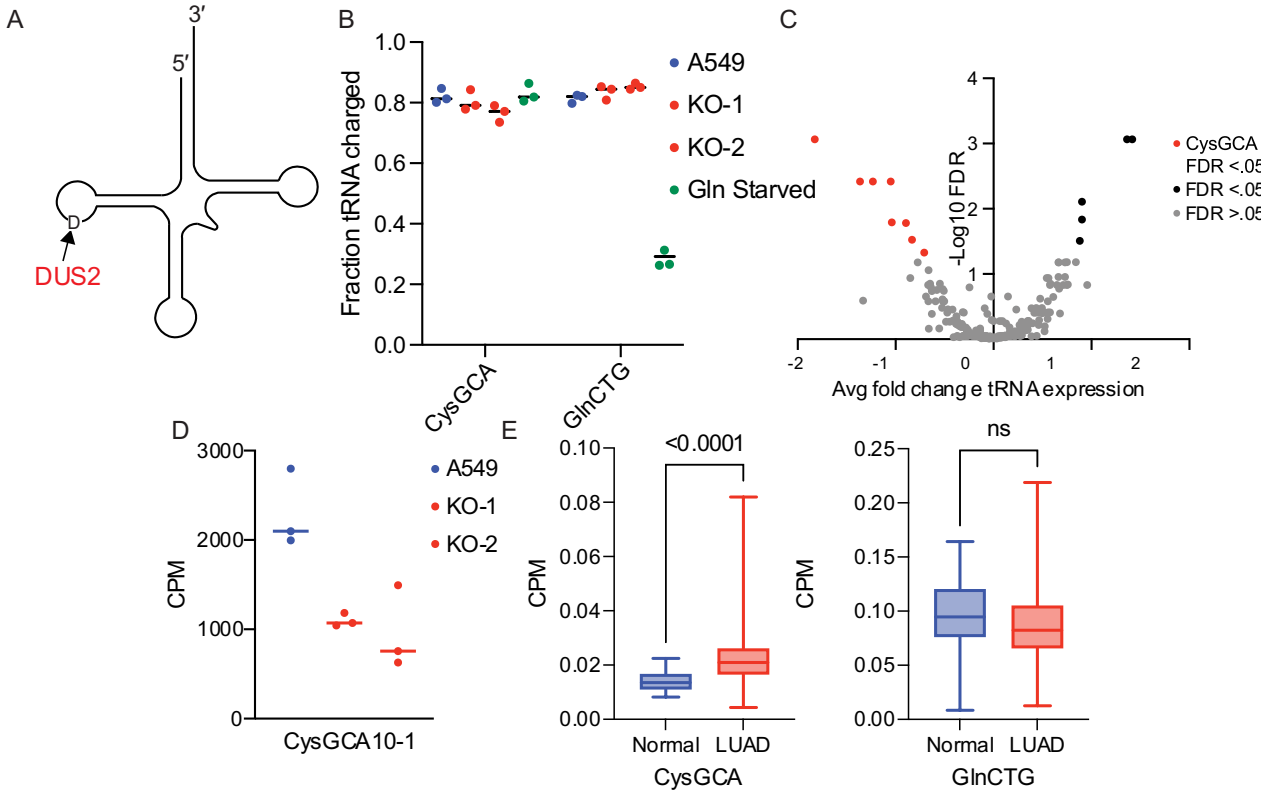 A
3′
5′
D
DUS2
B
Fraction tRNA charged
1.0
0.8
0.6
0.4
0.2
0.0
CysGCA
GlnCTG
A549
KO-1
KO-2
Gln Starved
C
-Log10 FDR
4
3
2
1
-2
-1
0
1
2
Avg fold change tRNA expression
CysGCA
FDR <.05
FDR <.05
FDR >.05
D
CPM
3000
2000
1000
0
CysGCA10-1
A549
KO-1
KO-2
E
CPM
0.10
0.08
0.06
0.04
0.02
0.00
<0.0001
Normal
LUAD
CysGCA
CPM
0.25
0.20
0.15
0.10
0.05
0.00
ns
Normal
LUAD
GlnCTG